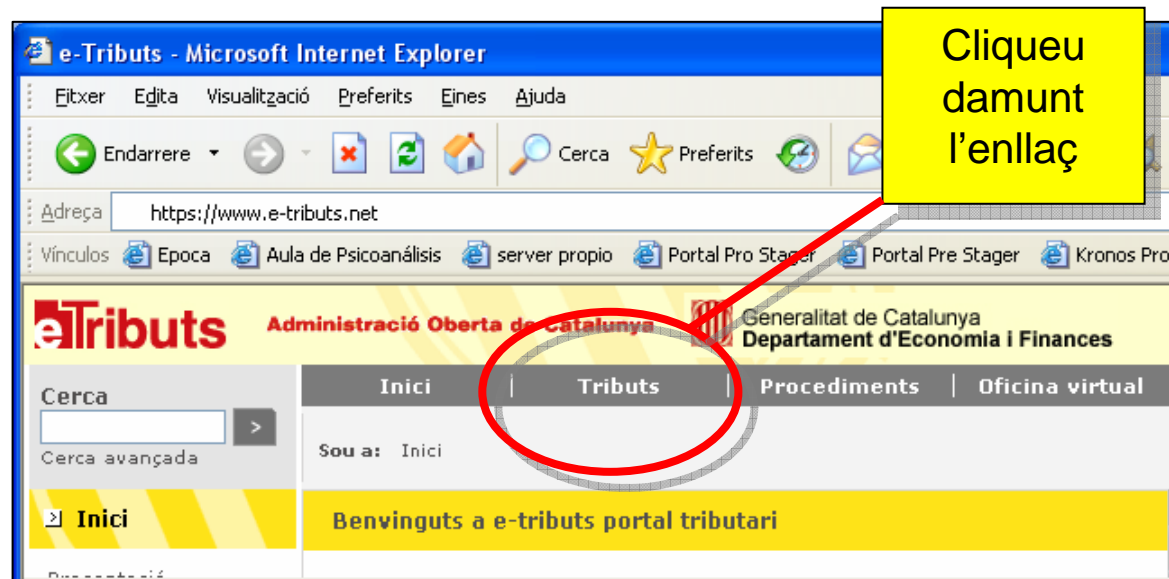 e-Tributs - Microsoft Internet Explorer
Cliqueu
damunt
l'enllaç
Fitxer Edita Visualització Preferits Eines Ajuda
Endarrere Cerca Preferits
Adreça https://www.e-tributs.net
Vínculos Epoca Aula de Psicoanálisis server propio Portal Pro Stager Portal Pre Stager Kronos Pro
eTributs Administració Oberta de Catalunya Generalitat de Catalunya
Departament d'Economia i Finances
Inici | Tributs | Procediments | Oficina virtual
Cerca
>
Cerca avançada
Sou a: Inici
Inici
Benvinguts a e-tributs portal tributari